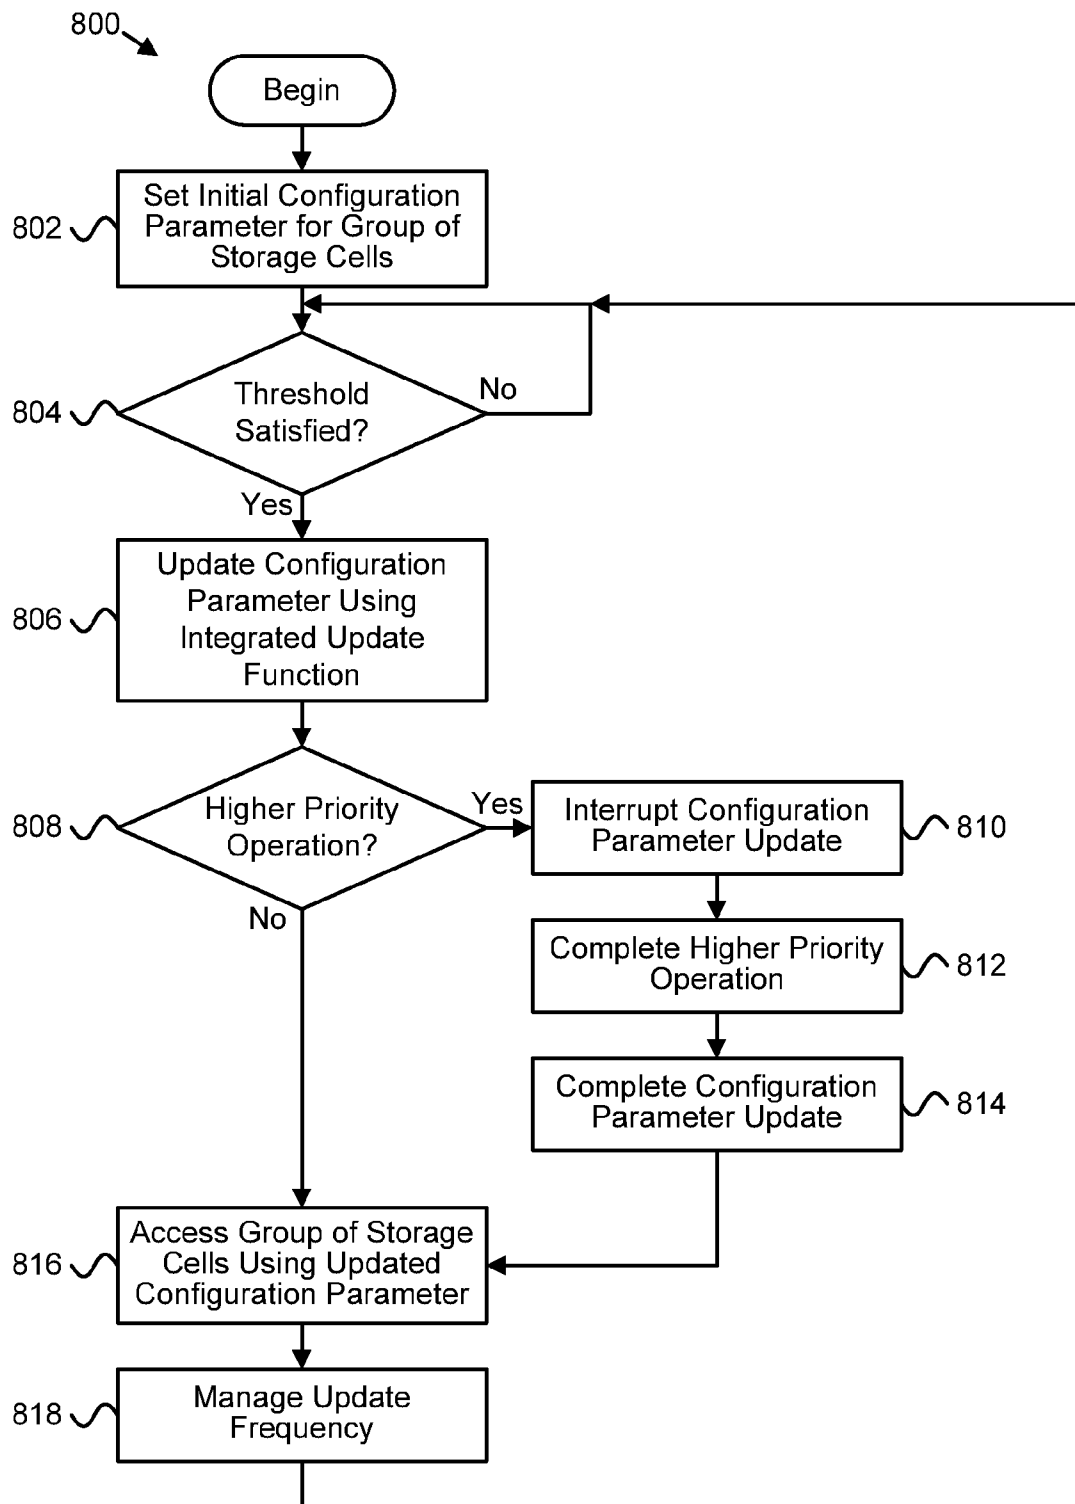 800
Begin
802
Set Initial Configuration
Parameter for Group of
Storage Cells
804
Threshold
Satisfied?
No
Yes
806
Update Configuration
Parameter Using
Integrated Update
Function
808
Higher Priority
Operation?
Yes
No
Interrupt Configuration
Parameter Update
810
Complete Higher Priority
Operation
812
Complete Configuration
Parameter Update
814
816
Access Group of Storage
Cells Using Updated
Configuration Parameter
818
Manage Update
Frequency